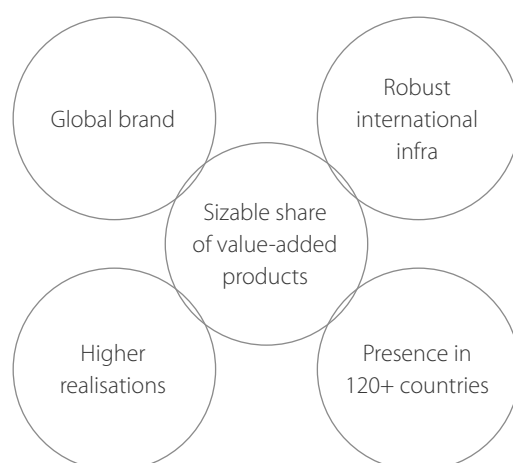 Global brand
Robust
international
infra
Sizable share
of value-added
products
Higher
realisations
Presence in
120+ countries